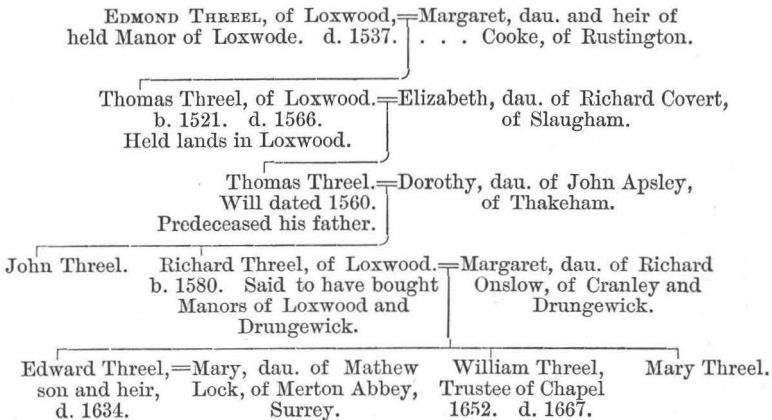 EDMOND THREEL, of Loxwood,=Margaret, dau. and heir of
held Manor of Loxwode. d. 1537. . . . Cooke, of Rustington.
Thomas Threel, of Loxwood.=Elizabeth, dau. of Richard Covert,
b. 1521. d. 1566. of Slaugham.
Held lands in Loxwood.
Thomas Threel.=Dorothy, dau. of John Apsley,
Will dated 1560. of Thakeham.
Predeceased his father.
John Threel. Richard Threel, of Loxwood.=Margaret, dau. of Richard
b. 1580. Said to have bought Onslow, of Cranley and
Manors of Loxwood and Drungewick.
Drungewick.
Edward Threel,=Mary, dau. of Mathew William Threel, Mary Threel.
son and heir, Lock, of Merton Abbey, Trustee of Chapel
d. 1634. Surrey. 1652. d. 1667.